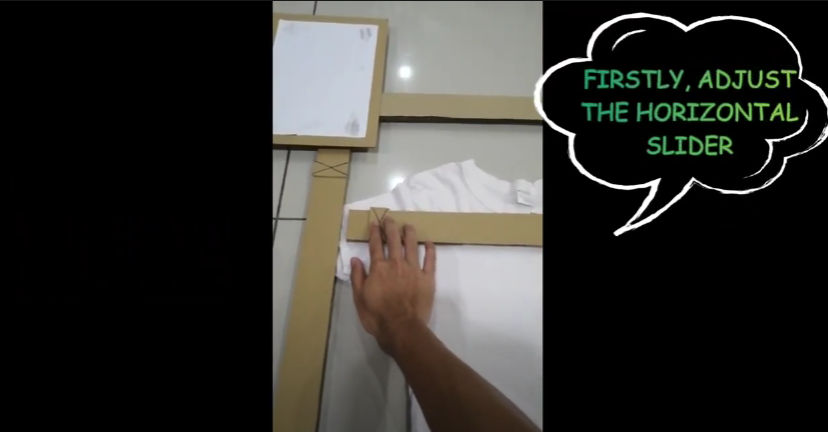 FIRSTLY, ADJUST
THE HORIZONTAL
SLIDER